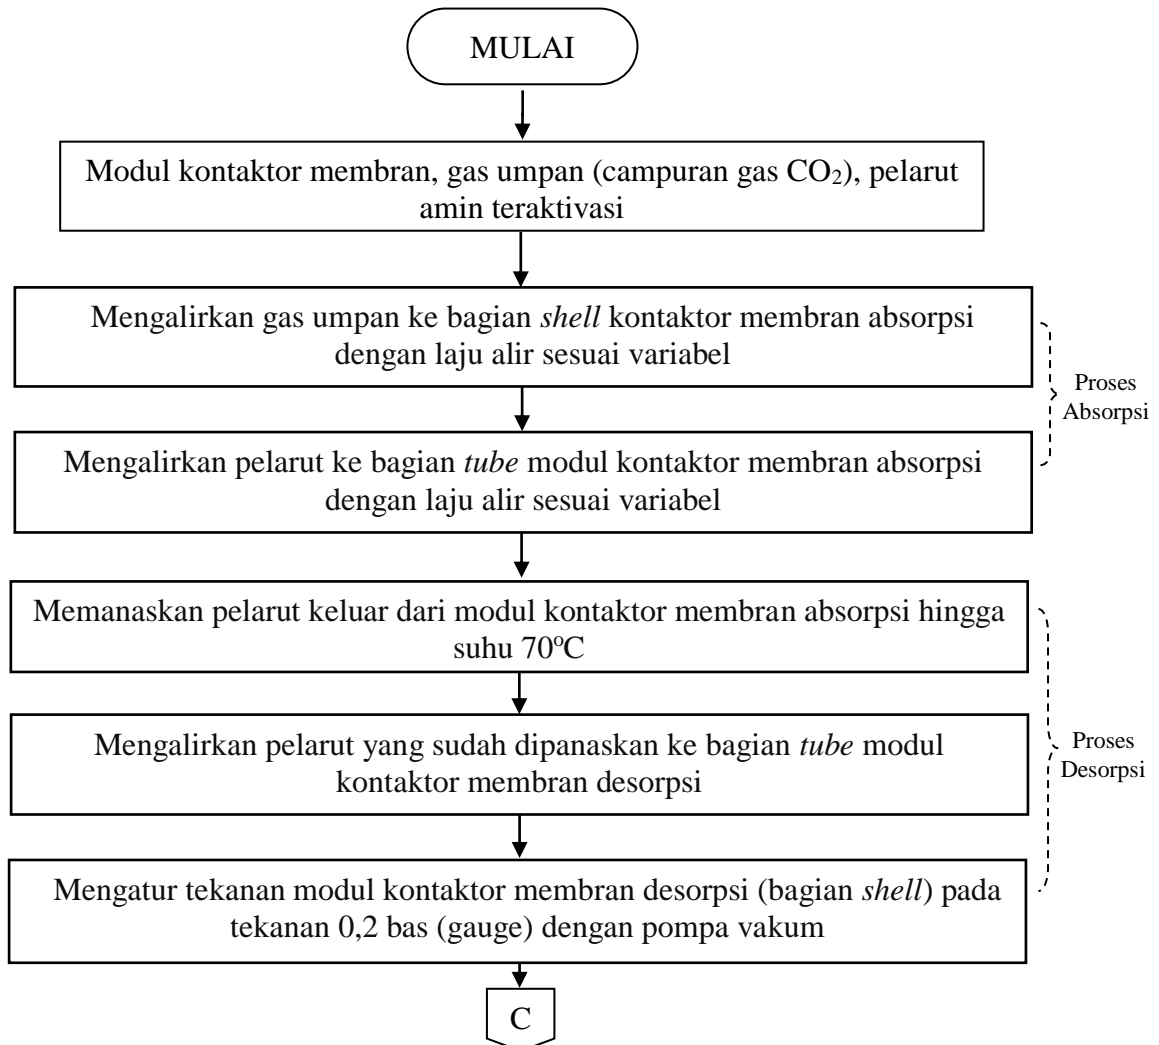 MULAI
Modul kontaktor membran, gas umpan (campuran gas CO₂), pelarut
amin teraktivasi
Mengalirkan gas umpan ke bagian shell kontaktor membran absorpsi
dengan laju alir sesuai variabel
Proses
Absorpsi
Mengalirkan pelarut ke bagian tube modul kontaktor membran absorpsi
dengan laju alir sesuai variabel
Memanaskan pelarut keluar dari modul kontaktor membran absorpsi hingga
suhu 70ºC
Mengalirkan pelarut yang sudah dipanaskan ke bagian tube modul
kontaktor membran desorpsi
Proses
Desorpsi
Mengatur tekanan modul kontaktor membran desorpsi (bagian shell) pada
tekanan 0,2 bas (gauge) dengan pompa vakum
C